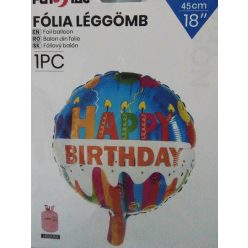 45cm
18"
FÓLIA LÉGGÖMB
EN: Foil balloon
RO: Balon din folie
SK: Fóliový balón
1PC
HAPPY
BIRTHDAY